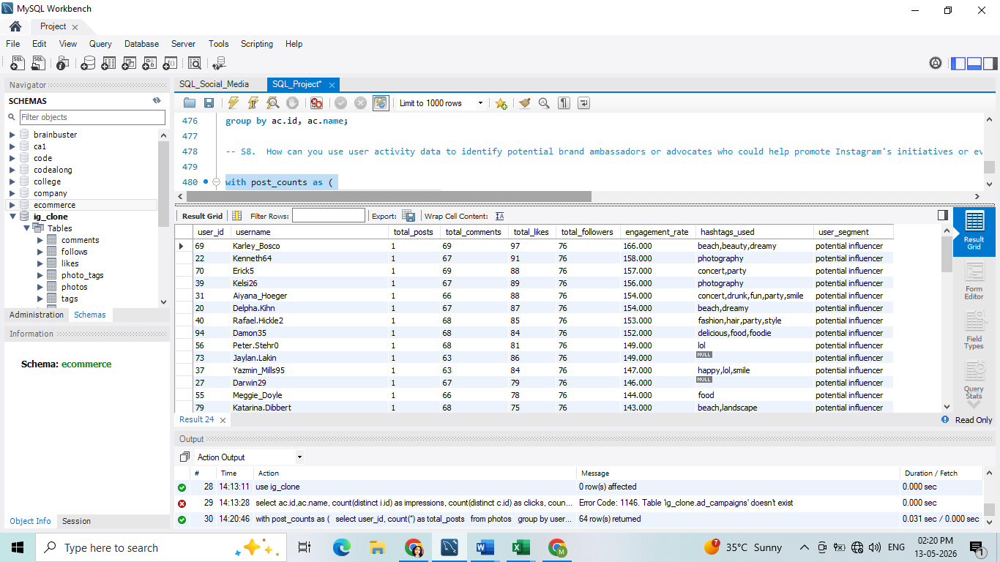 MySQL Workbench
Project
File Edit View Query Database Server Tools Scripting Help
Navigator
SCHEMAS
Filter objects
brainbuster
ca1
code
codealong
college
company
ecommerce
ig_clone
Tables
comments
follows
likes
photo_tags
photos
tags
Administration Schemas
Information
Schema: ecommerce
Object Info Session
SQL_Social_Media SQL_Project*
Limit to 1000 rows
476 group by ac.id, ac.name;
477
478 -- S8. How can you use user activity data to identify potential brand ambassadors or advocates who could help promote Instagram's initiatives or ev
479
480 with post_counts as (
Result Grid Filter Rows: Export: Wrap Cell Content:
user_id username total_posts total_comments total_likes total_followers engagement_rate hashtags_used user_segment
69 Karley_Bosco 1 69 97 76 166.000 beach,beauty,dreamy potential influencer
22 Kenneth64 1 67 91 76 158.000 photography potential influencer
70 Erick5 1 69 88 76 157.000 concert,party potential influencer
39 Kelsi26 1 67 89 76 156.000 photography potential influencer
31 Aiyana_Hoeger 1 66 88 76 154.000 concert,drunk,fun,party,smile potential influencer
20 Delpha.Kihn 1 67 87 76 154.000 beach,dreamy potential influencer
40 Rafael.Hickle2 1 68 85 76 153.000 fashion,hair,party,style potential influencer
94 Damon35 1 68 84 76 152.000 delicious,food,foodie potential influencer
56 Peter.Stehr0 1 68 81 76 149.000 lol potential influencer
73 Jaylan.Lakin 1 63 86 76 149.000 NULL potential influencer
37 Yazmin_Mills95 1 63 84 76 147.000 happy,lol,smile potential influencer
27 Darwin29 1 67 79 76 146.000 NULL potential influencer
55 Meggie_Doyle 1 66 78 76 144.000 food potential influencer
79 Katarina.Dibbert 1 68 75 76 143.000 beach,landscape potential influencer
Result Grid
Form Editor
Field Types
Query Stats
Result 24
Read Only
Output
Action Output
# Time Action Message Duration / Fetch
28 14:13:11 use ig_clone 0 row(s) affected 0.000 sec
29 14:13:28 select ac.id,ac.name, count(distinct i.id) as impressions, count(distinct c.id) as clicks, coun... Error Code: 1146. Table 'ig_clone.ad_campaigns' doesn't exist 0.000 sec
30 14:20:46 with post_counts as ( select user_id, count(*) as total_posts from photos group by user... 64 row(s) returned 0.031 sec / 0.000 sec
Type here to search
7
35°C Sunny
ENG
02:20 PM
13-05-2026
1